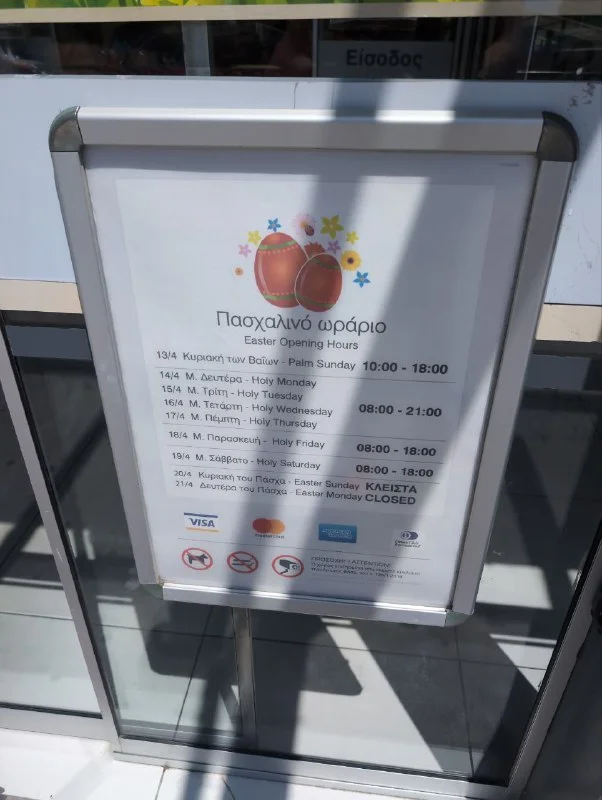 Είσοδος
Πασχαλινό ωράριο
Easter Opening Hours
13/4 Κυριακή των Βαΐων - Palm Sunday 10:00 - 18:00
14/4 Μ. Δευτέρα - Holy Monday
15/4 Μ. Τρίτη - Holy Tuesday
16/4 Μ. Τετάρτη - Holy Wednesday 08:00 - 21:00
17/4 Μ. Πέμπτη - Holy Thursday
18/4 Μ. Παρασκευή - Holy Friday 08:00 - 18:00
19/4 Μ. Σάββατο - Holy Saturday 08:00 - 18:00
20/4 Κυριακή του Πάσχα - Easter Sunday ΚΛΕΙΣΤΑ
21/4 Δευτέρα του Πάσχα - Easter Monday CLOSED
VISA